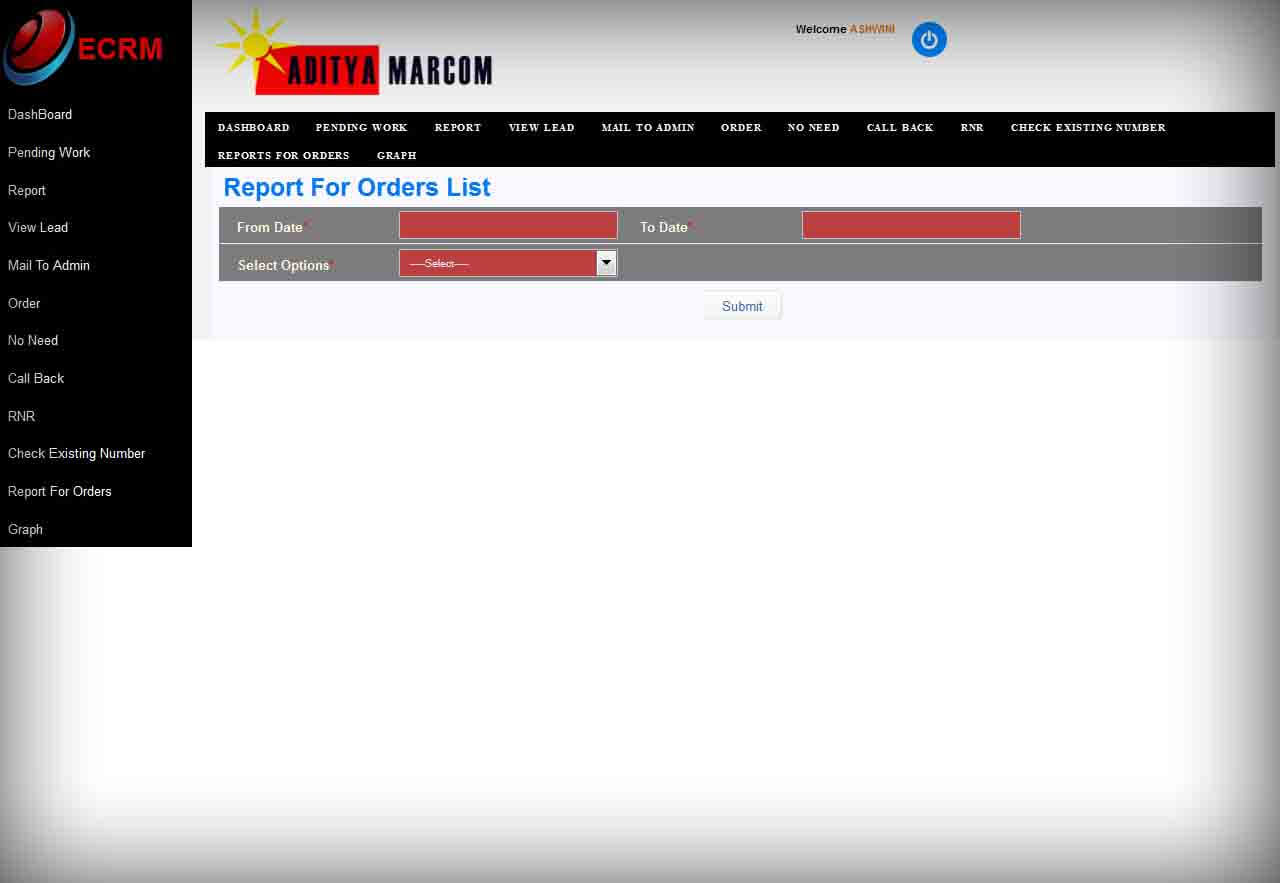 ECRM
DashBoard
Pending Work
Report
View Lead
Mail To Admin
Order
No Need
Call Back
RNR
Check Existing Number
Report For Orders
Graph
ADITYA MARCOM
Welcome ASHWINI
DASHBOARD PENDING WORK REPORT VIEW LEAD MAIL TO ADMIN ORDER NO NEED CALL BACK RNR CHECK EXISTING NUMBER
REPORTS FOR ORDERS GRAPH
Report For Orders List
From Date* To Date*
Select Options*
----Select----
Submit